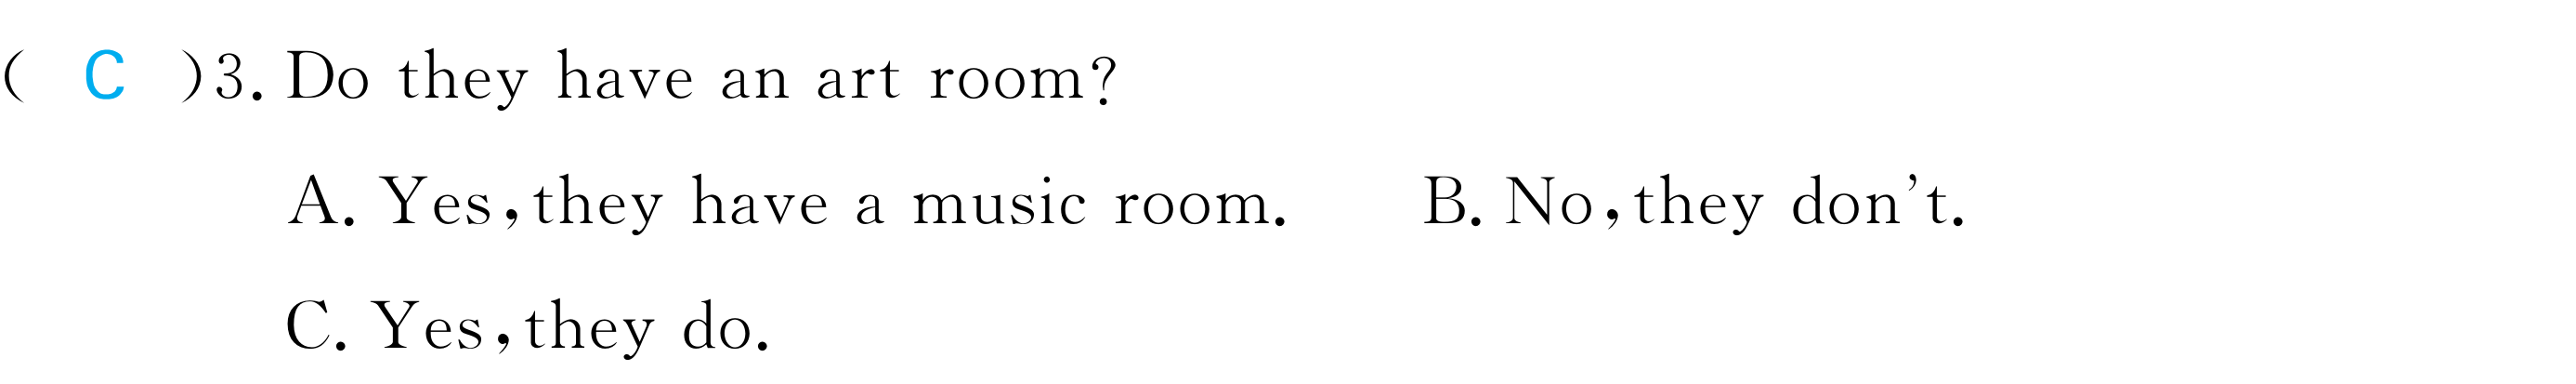 ( C )3. Do they have an art room?
A. Yes,they have a music room. B. No,they don't.
C. Yes,they do.